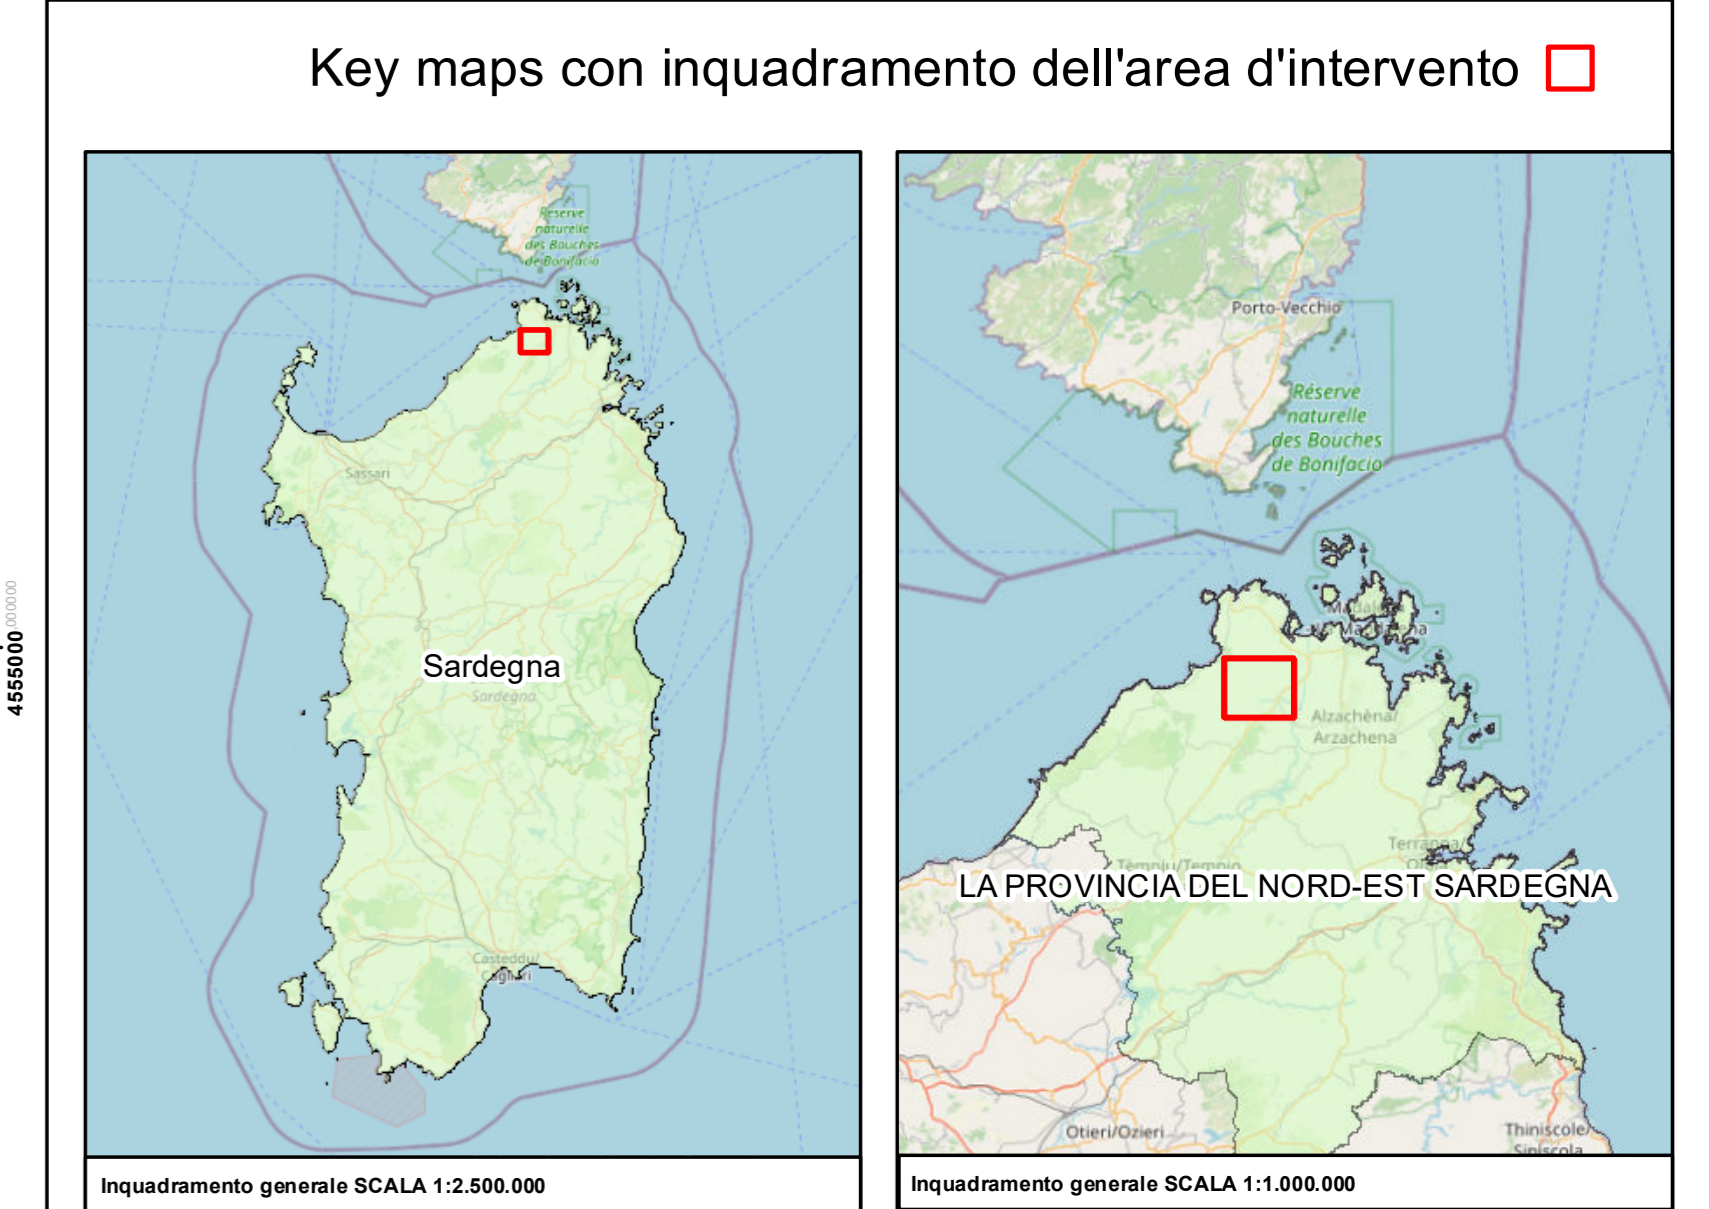 Key maps con inquadramento dell'area d'intervento
Réserve
naturelle
des Bouches
de Bonifacio
Sassari
Sardegna
Sardegna
Casteddu/
Cagliari
Inquadramento generale SCALA 1:2.500.000
Porto-Vecchio
Réserve
naturelle
des Bouches
de Bonifacio
Alzachèna/
Arzachena
Tèmpiu/Tempio
LA PROVINCIA DEL NORD-EST SARDEGNA
Otieri/Ozieri
Thiniscole/
Siniscola
Inquadramento generale SCALA 1:1.000.000
4555000,000000